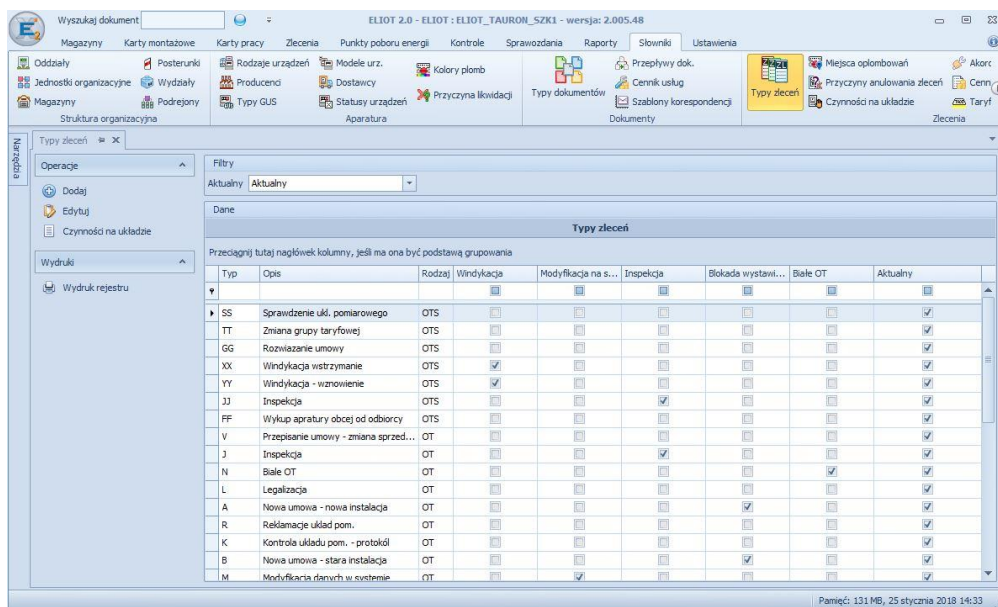 Wyszukaj dokument
ELIOT 2.0 - ELIOT : ELIOT_TAURON_SZK1 - wersja: 2.005.48
Magazyny Karty montażowe Karty pracy Zlecenia Punkty poboru energii Kontrole Sprawozdania Raporty Słowniki Ustawienia
Oddziały Posterunki Rodzaje urządzeń Modele urz. Kolory plomb Typy dokumentów Przepływy dok. Typy zleceń Miejsca oplombowań Akorc
Jednostki organizacyjne Wydziały Producenci Dostawcy Przyczyna likwidacji Cennik usług Przyczyny anulowania zleceń Cenn
Magazyny Podrejony Typy GUS Statusy urządzeń Szablony korespondencji Czynności na układzie Taryf
Struktura organizacyjna Aparatura Dokumenty Zlecenia
Narzędzia
Typy zleceń
Operacje
Dodaj
Edytuj
Czynności na układzie
Wydruki
Wydruk rejestru
Filtry
Aktualny Aktualny
Dane
Typy zleceń
Przeciągnij tutaj nagłówek kolumny, jeśli ma ona być podstawą grupowania
Typ Opis Rodzaj Windykacja Modyfikacja na s... Inspekcja Blokada wystawi... Białe OT Aktualny
SS Sprawdzenie ukl. pomiarowego OTS
TT Zmiana grupy taryfowej OTS
GG Rozwiazanie umowy OTS
XX Windykacja wstrzymanie OTS
YY Windykacja - wznowienie OTS
JJ Inspekcja OTS
FF Wykup apratury obcej od odbiorcy OTS
V Przepisanie umowy - zmiana sprzed... OT
J Inspekcja OT
N Biale OT OT
L Legalizacja OT
A Nowa umowa - nowa instalacja OT
R Reklamacje uklad pom. OT
K Kontrola ukladu pom. - protokól OT
B Nowa umowa - stara instalacja OT
M Modyfikacja danych w systemie OT
Pamięć: 131 MB, 25 stycznia 2018 14:33